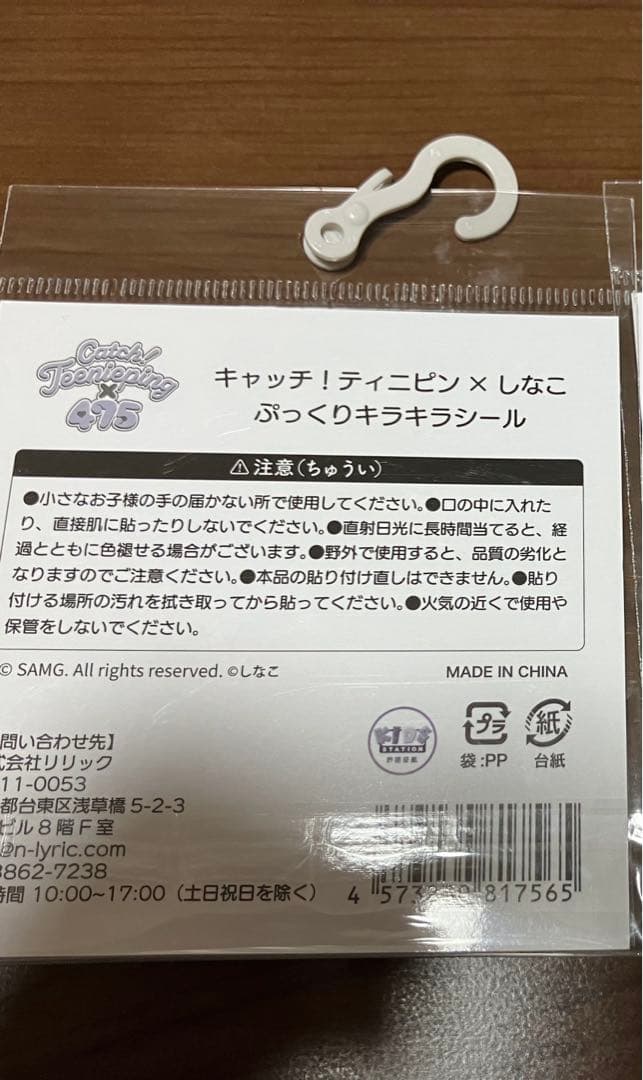 Catch!
Teenieping
×
475
キャッチ！ティニピン × しなこ
ぷっくりキラキラシール
⚠注意（ちゅうい）
●小さなお子様の手の届かない所で使用してください。●口の中に入れた
り、直接肌に貼ったりしないでください。●直射日光に長時間当てると、経
過とともに色褪せる場合がございます。●野外で使用すると、品質の劣化と
なりますのでご注意ください。●本品の貼り付け直しはできません。●貼り
付ける場所の汚れを拭き取ってから貼ってください。●火気の近くで使用や
保管をしないでください。
© SAMG. All rights reserved. ©しなこ
MADE IN CHINA
問い合わせ先】
会社リリック
11-0053
都台東区浅草橋5-2-3
ビル8階F室
@n-lyric.com
3862-7238
時間 10:00~17:00（土日祝日を除く）
KIDS
STATION
許諾証紙
プラ
袋:PP
紙
台紙
4 573 817565